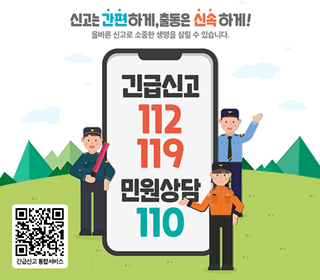 신고는 간편하게, 출동은 신속하게!
올바른 신고로 소중한 생명을 살릴 수 있습니다.
긴급신고
112
119
민원상담
110
긴급신고 통합서비스